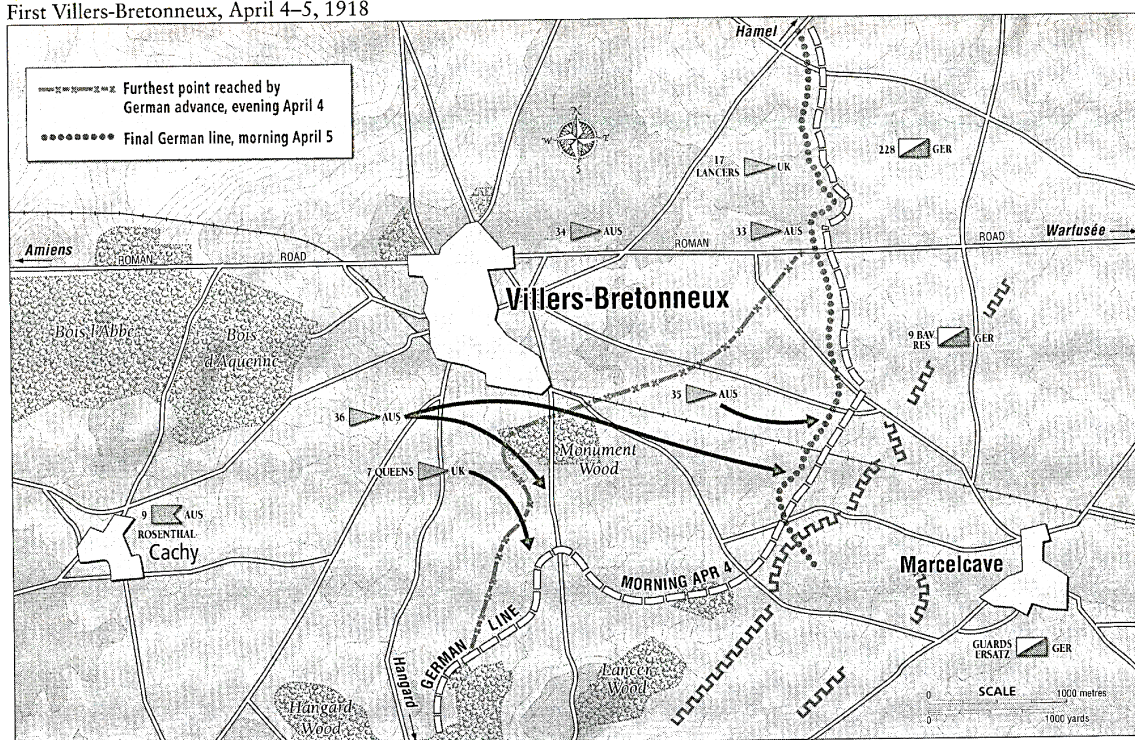 First Villers-Bretonneux, April 4–5, 1918
Furthest point reached by
German advance, evening April 4
Final German line, morning April 5
Hamel
W
S
17
LANCERS
UK
228
GER
34
AUS
33
AUS
Amiens
ROMAN
ROAD
ROMAN
ROAD
Warfusée
Villers-Bretonneux
Bois l'Abbé
Bois
d'Aquenne
9 BAV
RES
GER
35
AUS
36
AUS
Monument
Wood
7 QUEENS
UK
9
AUS
ROSENTHAL
Cachy
MORNING APR 4
Marcelcave
GERMAN LINE
Hangard
Lancer
Wood
Hangard
Wood
GUARDS
ERSATZ
GER
0 SCALE 1000 metres
0 1000 yards